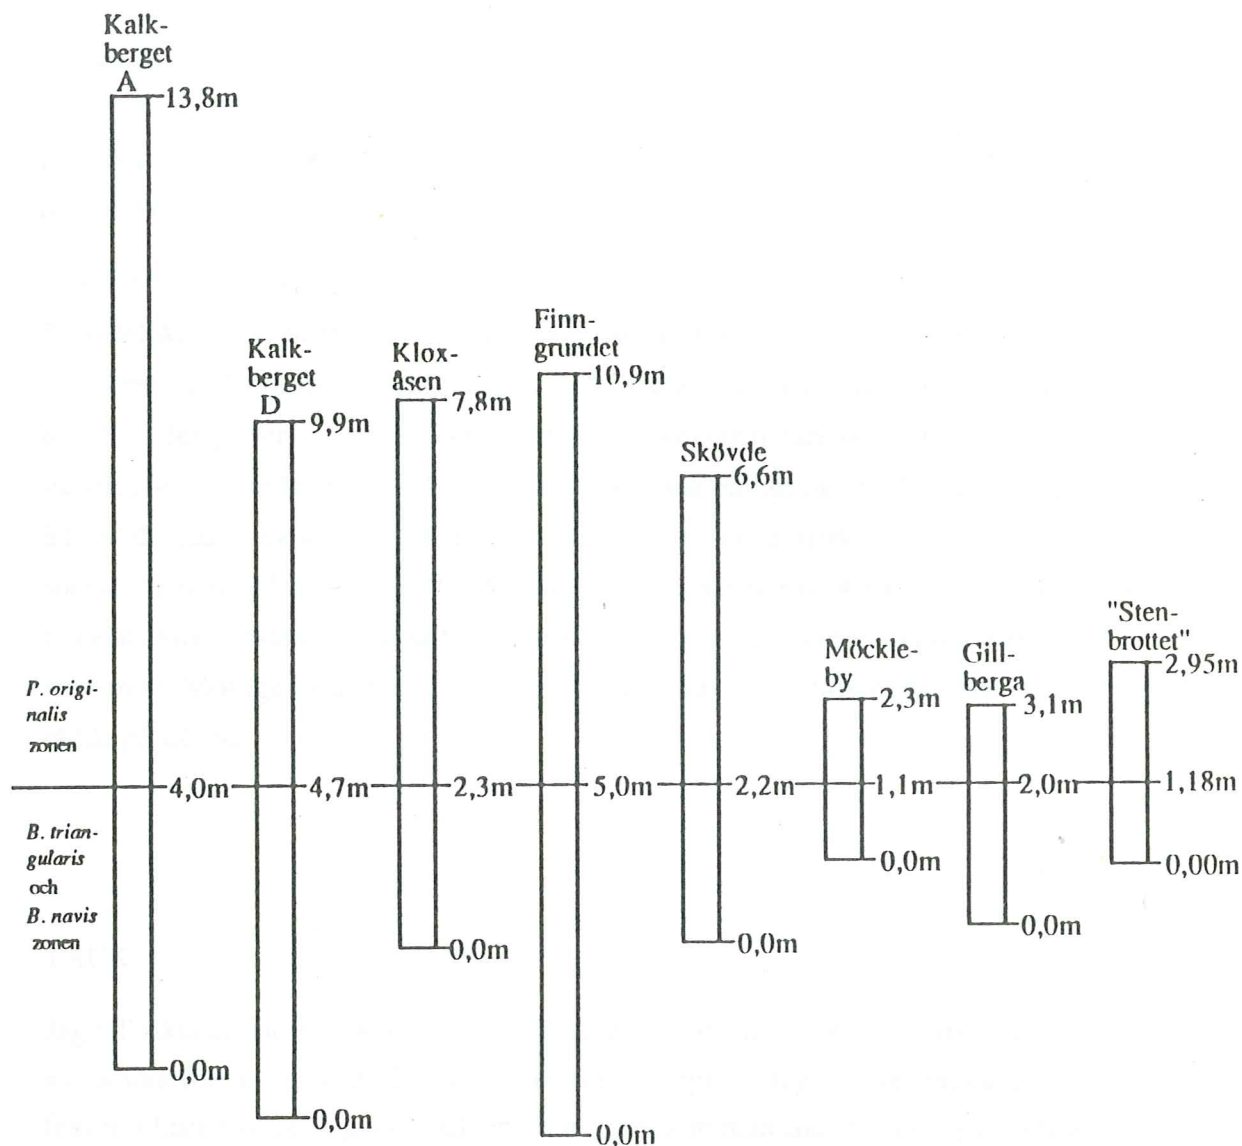 Kalk-
berget
A
13,8m
Kalk-
berget
D
9,9m
Klox-
åsen
7,8m
Finn-
grundet
10,9m
Skövde
6,6m
Möckle-
by
2,3m
Gill-
berga
3,1m
"Sten-
brottet"
2,95m
P. origi-
nalis
zonen
4,0m
4,7m
2,3m
5,0m
2,2m
1,1m
2,0m
1,18m
B. trian-
gularis
och
B. navis
zonen
0,0m
0,0m
0,0m
0,0m
0,0m
0,0m
0,0m
0,00m